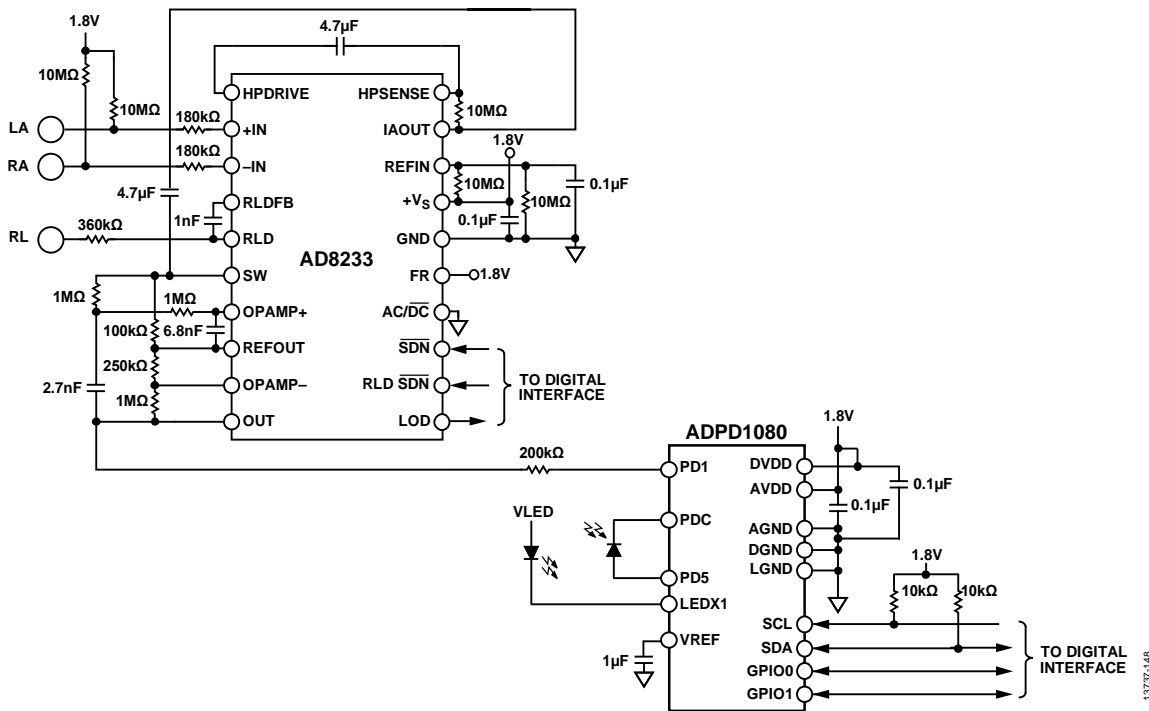 1.8V
4.7µF
10MΩ
10MΩ
LA
180kΩ
RA
180kΩ
4.7µF
1nF
RL
360kΩ
HPDRIVE
+IN
–IN
RLDFB
RLD
SW
OPAMP+
REFOUT
OPAMP–
OUT
AD8233
HPSENSE
IAOUT
REFIN
+VS
GND
FR
AC/DC
SDN
RLD SDN
LOD
10MΩ
1.8V
10MΩ
10MΩ
0.1µF
0.1µF
1.8V
TO DIGITAL
INTERFACE
1MΩ
1MΩ
100kΩ
6.8nF
250kΩ
2.7nF
1MΩ
200kΩ
ADPD1080
PD1
PDC
PD5
LEDX1
VREF
VLED
1µF
DVDD
AVDD
AGND
DGND
LGND
SCL
SDA
GPIO0
GPIO1
1.8V
0.1µF
0.1µF
1.8V
10kΩ
10kΩ
TO DIGITAL
INTERFACE
13737-148